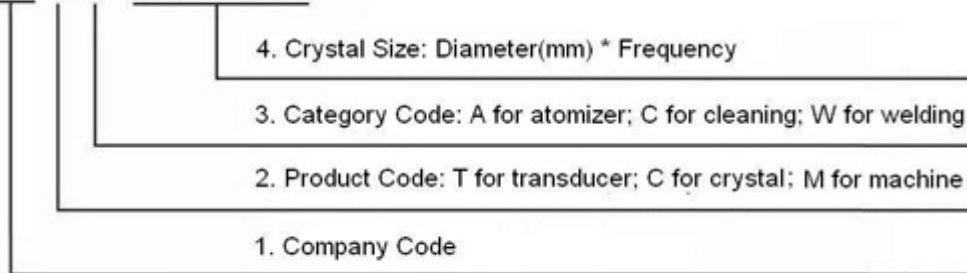 4. Crystal Size: Diameter(mm) * Frequency
3. Category Code: A for atomizer; C for cleaning; W for welding
2. Product Code: T for transducer; C for crystal; M for machine
1. Company Code